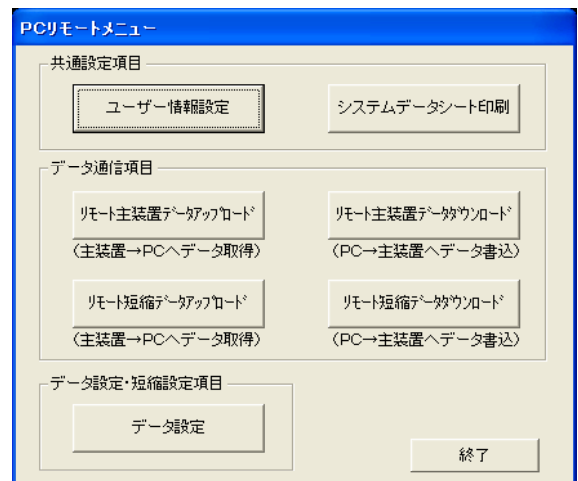 PCリモートメニュー
共通設定項目
ユーザー情報設定
システムデータシート印刷
データ通信項目
ﾘﾓｰﾄ主装置ﾃﾞｰﾀｱｯﾌﾟﾛｰﾄﾞ
ﾘﾓｰﾄ主装置ﾃﾞｰﾀﾀﾞｳﾝﾛｰﾄﾞ
(主装置→PCへデータ取得)
(PC→主装置へデータ書込)
ﾘﾓｰﾄ短縮ﾃﾞｰﾀｱｯﾌﾟﾛｰﾄﾞ
ﾘﾓｰﾄ短縮ﾃﾞｰﾀﾀﾞｳﾝﾛｰﾄﾞ
(主装置→PCへデータ取得)
(PC→主装置へデータ書込)
データ設定・短縮設定項目
データ設定
終了